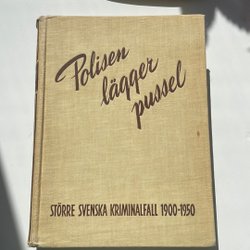 Polisen
lägger
pussel
STÖRRE SVENSKA KRIMINALFALL 1900-1950